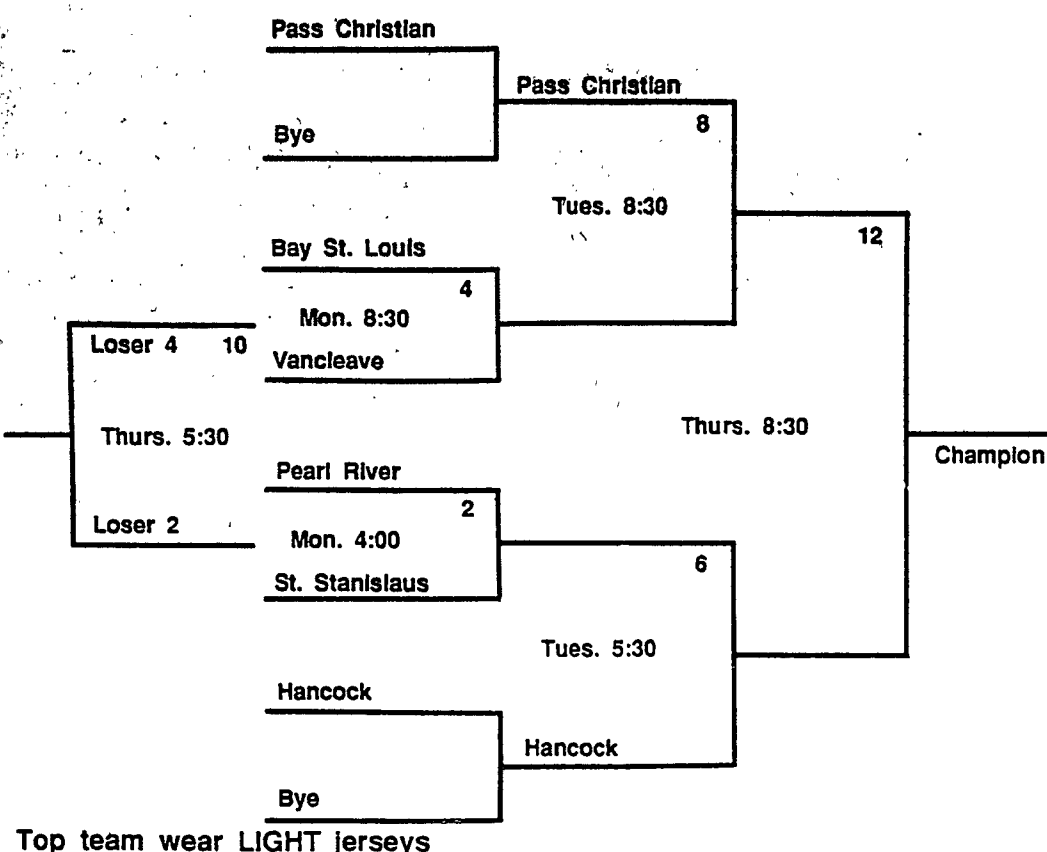 Pass Christian
Pass Christian
8
Bye
Tues. 8:30
12
Bay St. Louis
4
Mon. 8:30
Loser 4 10
Vancleave
Thurs. 5:30
Thurs. 8:30
Champion
Pearl River
2
Loser 2
Mon. 4:00
6
St. Stanislaus
Tues. 5:30
Hancock
Hancock
Bye
Top team wear LIGHT jerseys